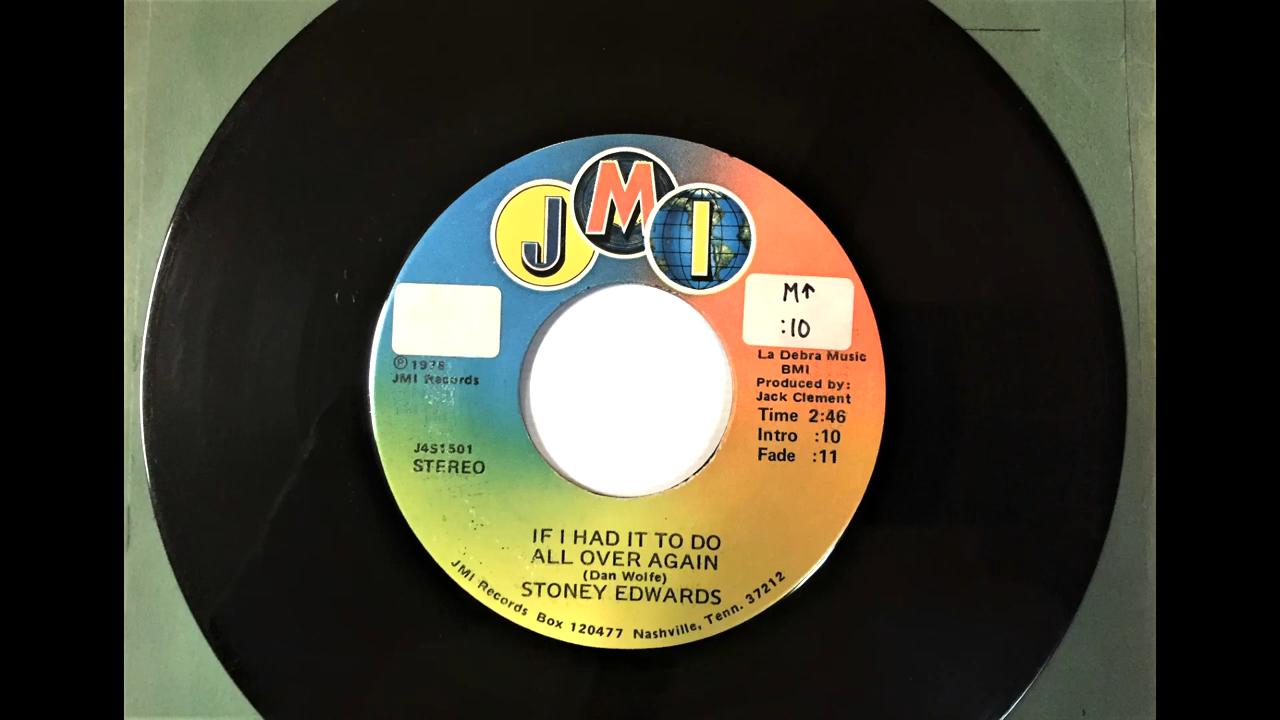 JMI
M↑
:10
℗ 1978
JMI Records
La Debra Music
BMI
Produced by:
Jack Clement
Time 2:46
Intro :10
Fade :11
J4S1501
STEREO
IF I HAD IT TO DO
ALL OVER AGAIN
(Dan Wolfe)
STONEY EDWARDS
JMI Records Box 120477 Nashville, Tenn. 37212